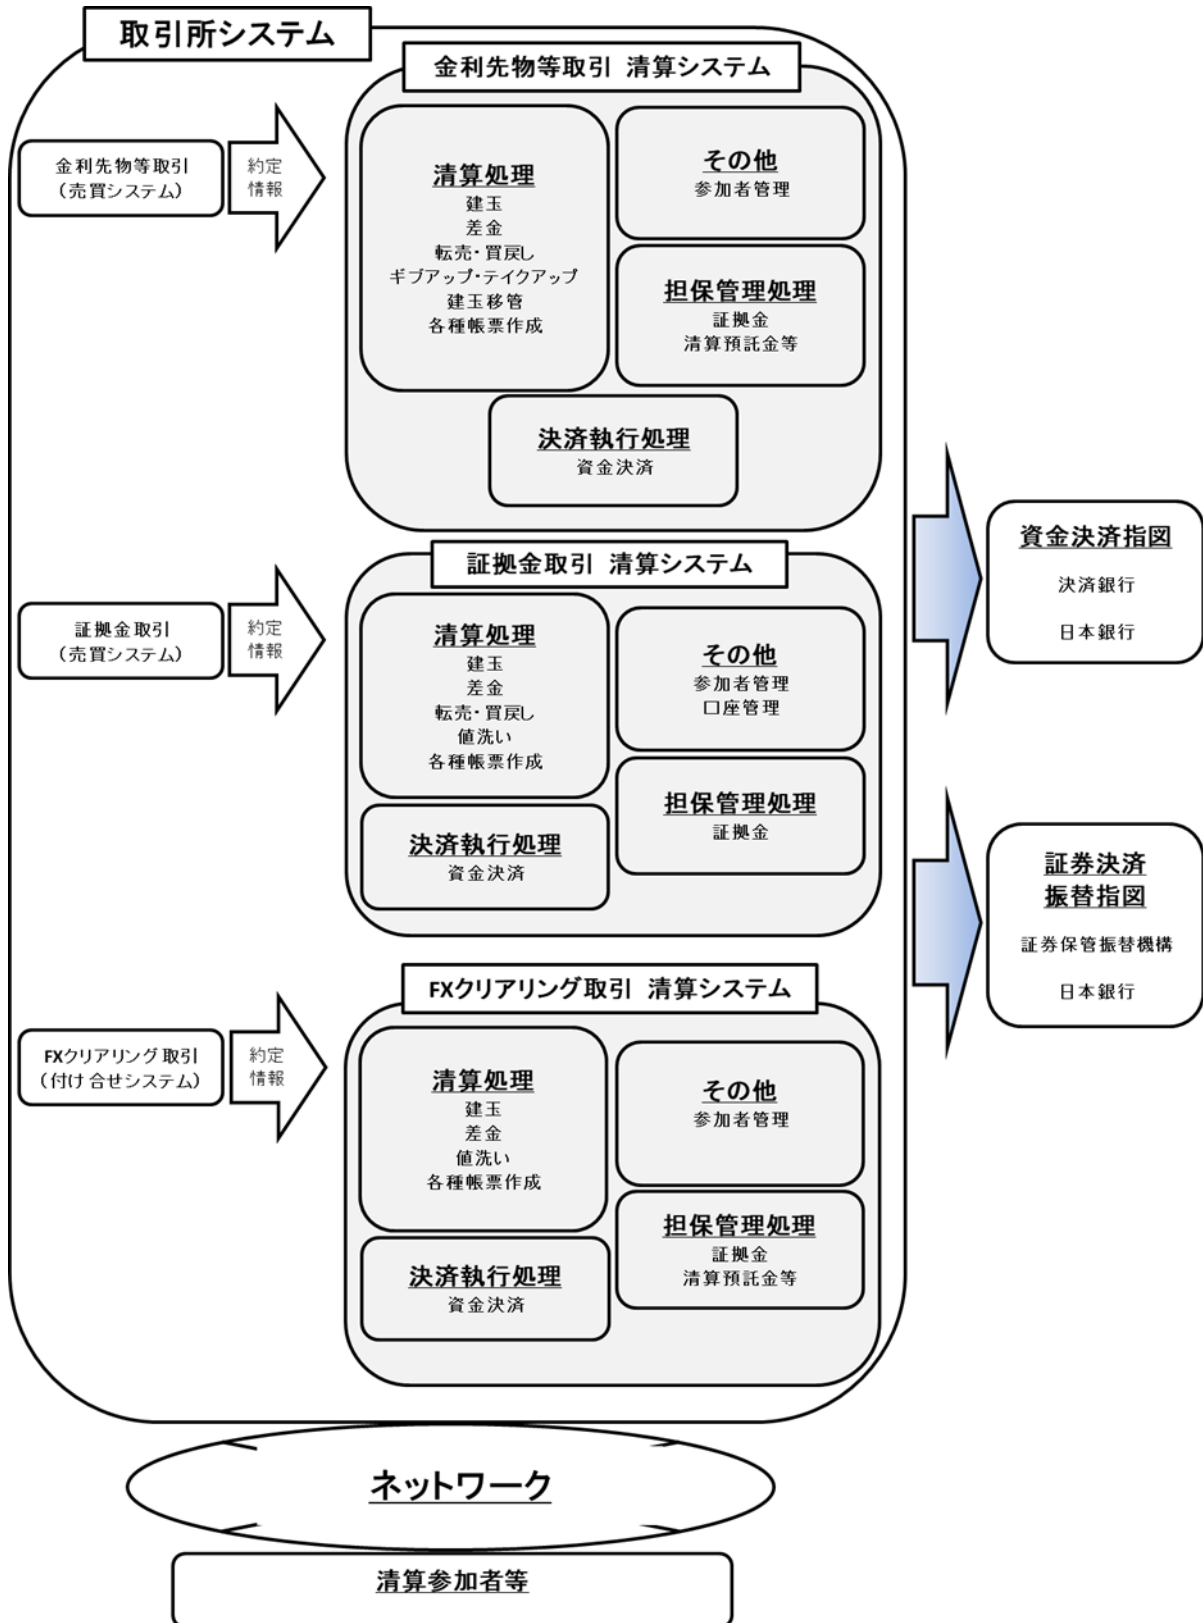 取引所システム
金利先物等取引 清算システム
金利先物等取引
（売買システム）
約定
情報
清算処理
建玉
差金
転売・買戻し
ギブアップ・テイクアップ
建玉移管
各種帳票作成
その他
参加者管理
担保管理処理
証拠金
清算預託金等
決済執行処理
資金決済
証拠金取引 清算システム
証拠金取引
（売買システム）
約定
情報
清算処理
建玉
差金
転売・買戻し
値洗い
各種帳票作成
その他
参加者管理
口座管理
担保管理処理
証拠金
決済執行処理
資金決済
FXクリアリング取引 清算システム
FXクリアリング取引
（付け合せシステム）
約定
情報
清算処理
建玉
差金
値洗い
各種帳票作成
その他
参加者管理
担保管理処理
証拠金
清算預託金等
決済執行処理
資金決済
資金決済指図
決済銀行
日本銀行
証券決済
振替指図
証券保管振替機構
日本銀行
ネットワーク
清算参加者等